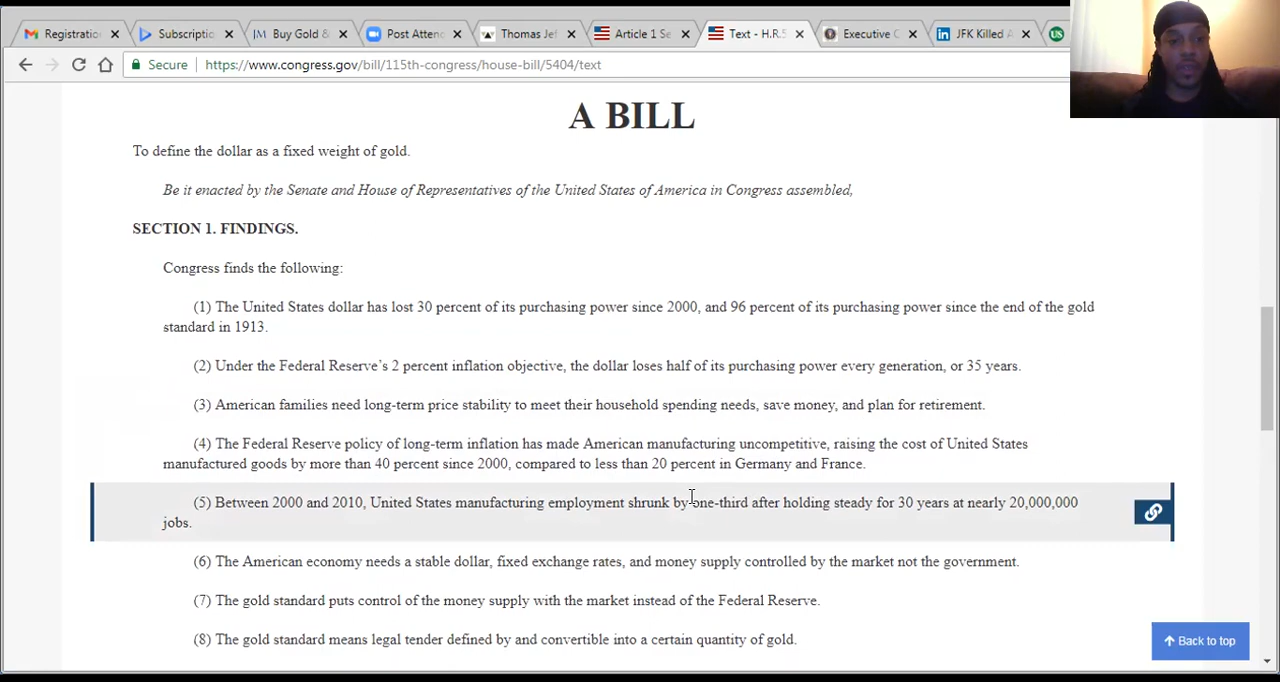 Registratio
Subscriptic
JM Buy Gold &
Post Atten
Thomas Je
Article 1 Se
Text - H.R.5
Executive C
in JFK Killed A
US
Secure https://www.congress.gov/bill/115th-congress/house-bill/5404/text
A BILL
To define the dollar as a fixed weight of gold.
Be it enacted by the Senate and House of Representatives of the United States of America in Congress assembled,
SECTION 1. FINDINGS.
Congress finds the following:
(1) The United States dollar has lost 30 percent of its purchasing power since 2000, and 96 percent of its purchasing power since the end of the gold
standard in 1913.
(2) Under the Federal Reserve’s 2 percent inflation objective, the dollar loses half of its purchasing power every generation, or 35 years.
(3) American families need long-term price stability to meet their household spending needs, save money, and plan for retirement.
(4) The Federal Reserve policy of long-term inflation has made American manufacturing uncompetitive, raising the cost of United States
manufactured goods by more than 40 percent since 2000, compared to less than 20 percent in Germany and France.
(5) Between 2000 and 2010, United States manufacturing employment shrunk by one-third after holding steady for 30 years at nearly 20,000,000
jobs.
(6) The American economy needs a stable dollar, fixed exchange rates, and money supply controlled by the market not the government.
(7) The gold standard puts control of the money supply with the market instead of the Federal Reserve.
(8) The gold standard means legal tender defined by and convertible into a certain quantity of gold.
Back to top